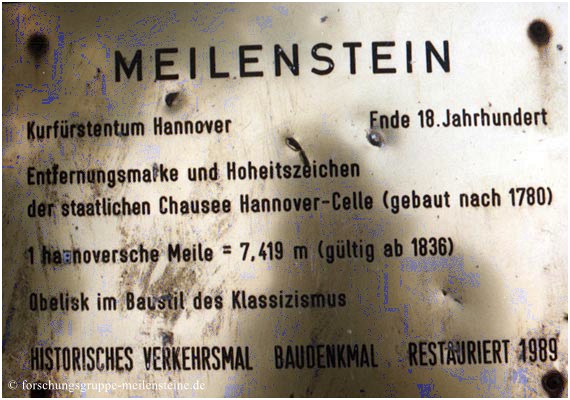 MEILENSTEIN
Kurfürstentum Hannover Ende 18. Jahrhundert
Entfernungsmarke und Hoheitszeichen
der staatlichen Chausee Hannover-Celle (gebaut nach 1780)
1 hannoversche Meile = 7,419 m (gültig ab 1836)
Obelisk im Baustil des Klassizismus
HISTORISCHES VERKEHRSMAL BAUDENKMAL RESTAURIERT 1989
© forschungsgruppe-meilensteine.de